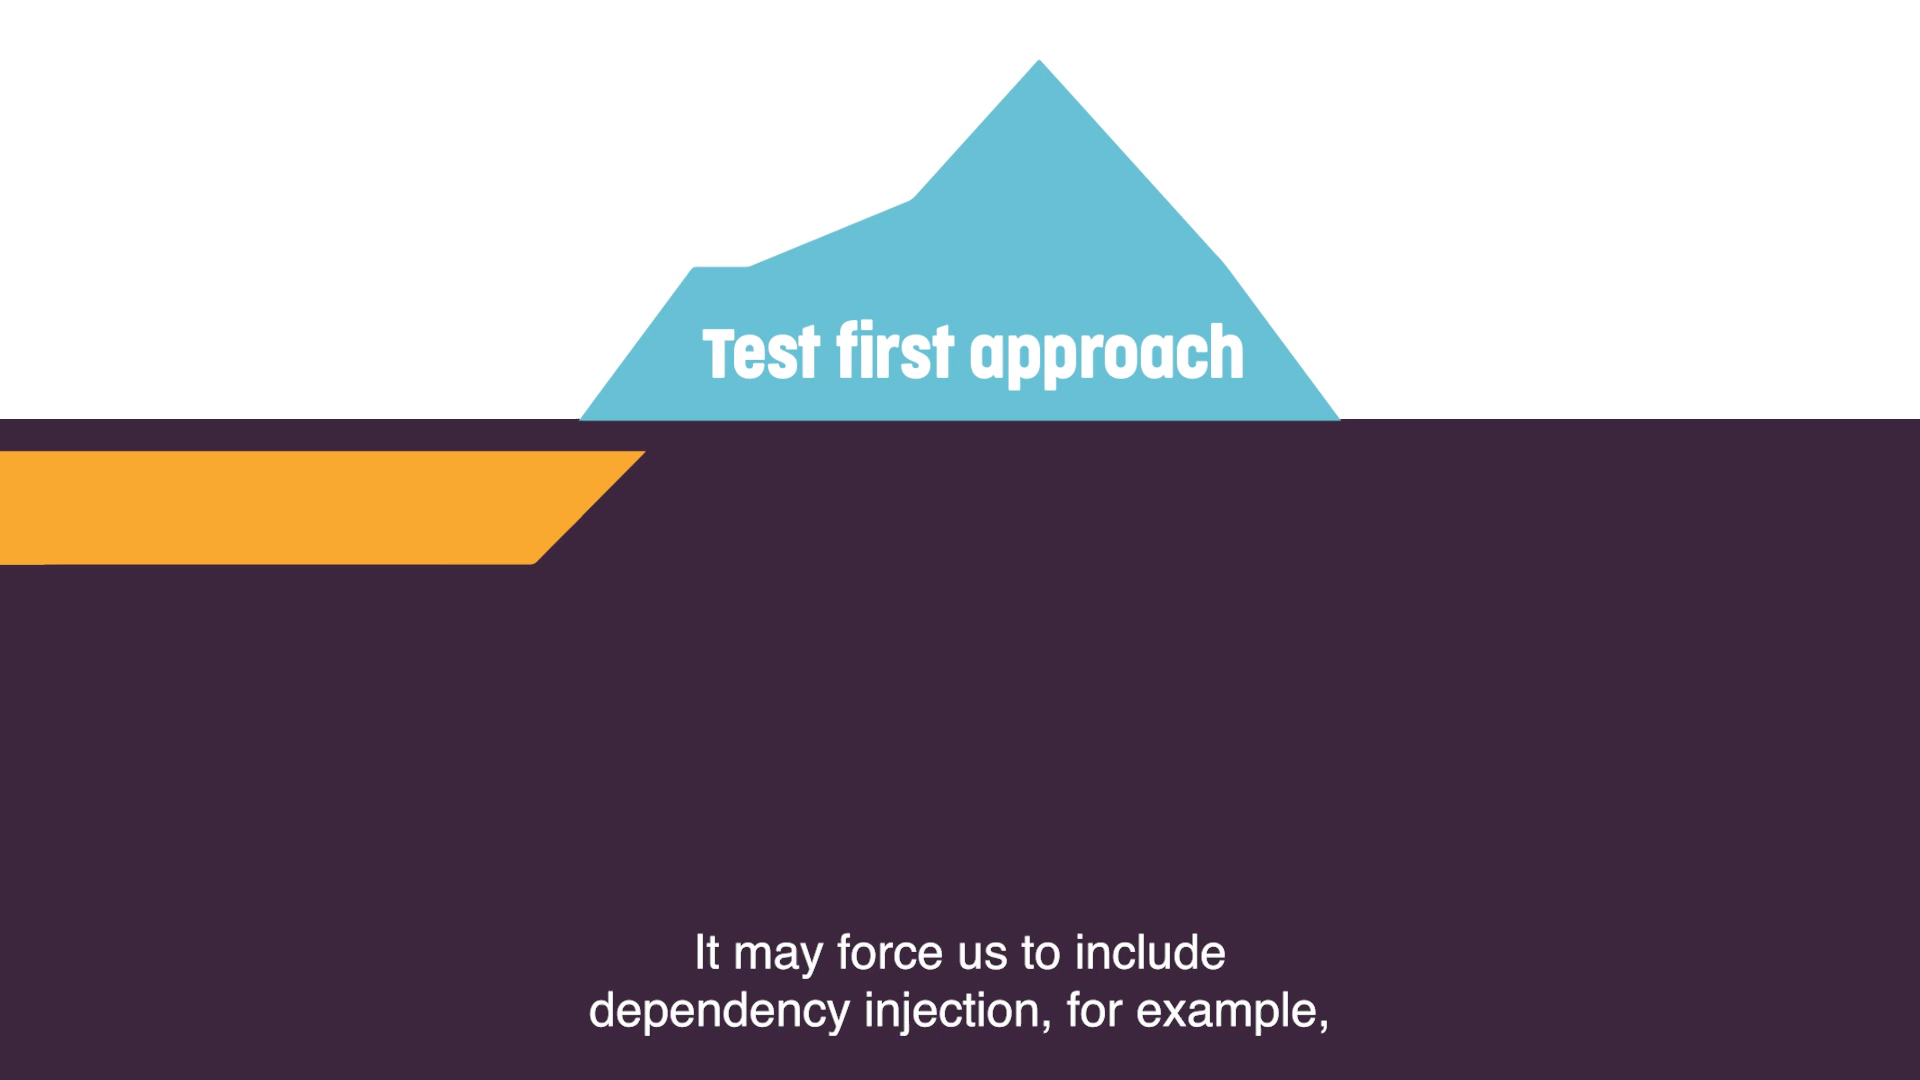 Test first approach
It may force us to include
dependency injection, for example,